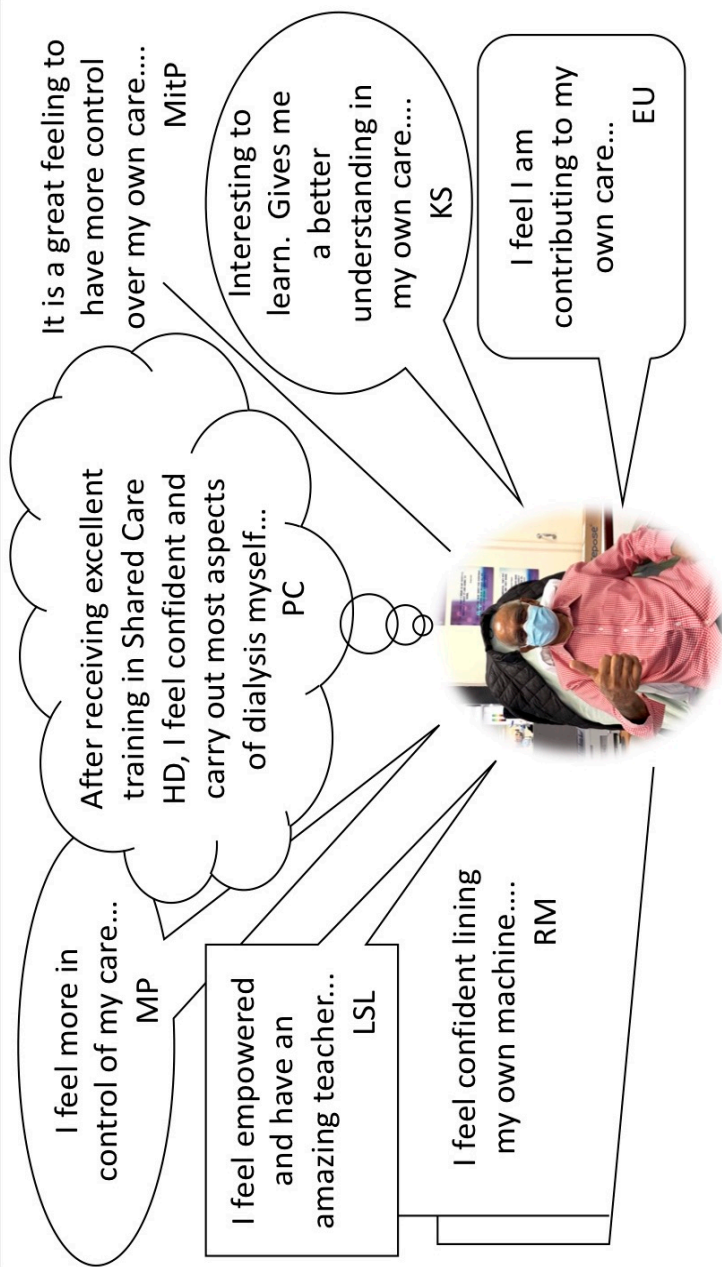 I feel more in
control of my care...
MP
After receiving excellent
training in Shared Care
HD, I feel confident and
carry out most aspects
of dialysis myself...
PC
It is a great feeling to
have more control
over my own care....
MitP
I feel empowered
and have an
amazing teacher...
LSL
Interesting to
learn. Gives me
a better
understanding in
my own care....
KS
I feel confident lining
my own machine....
RM
I feel I am
contributing to my
own care...
EU
epose